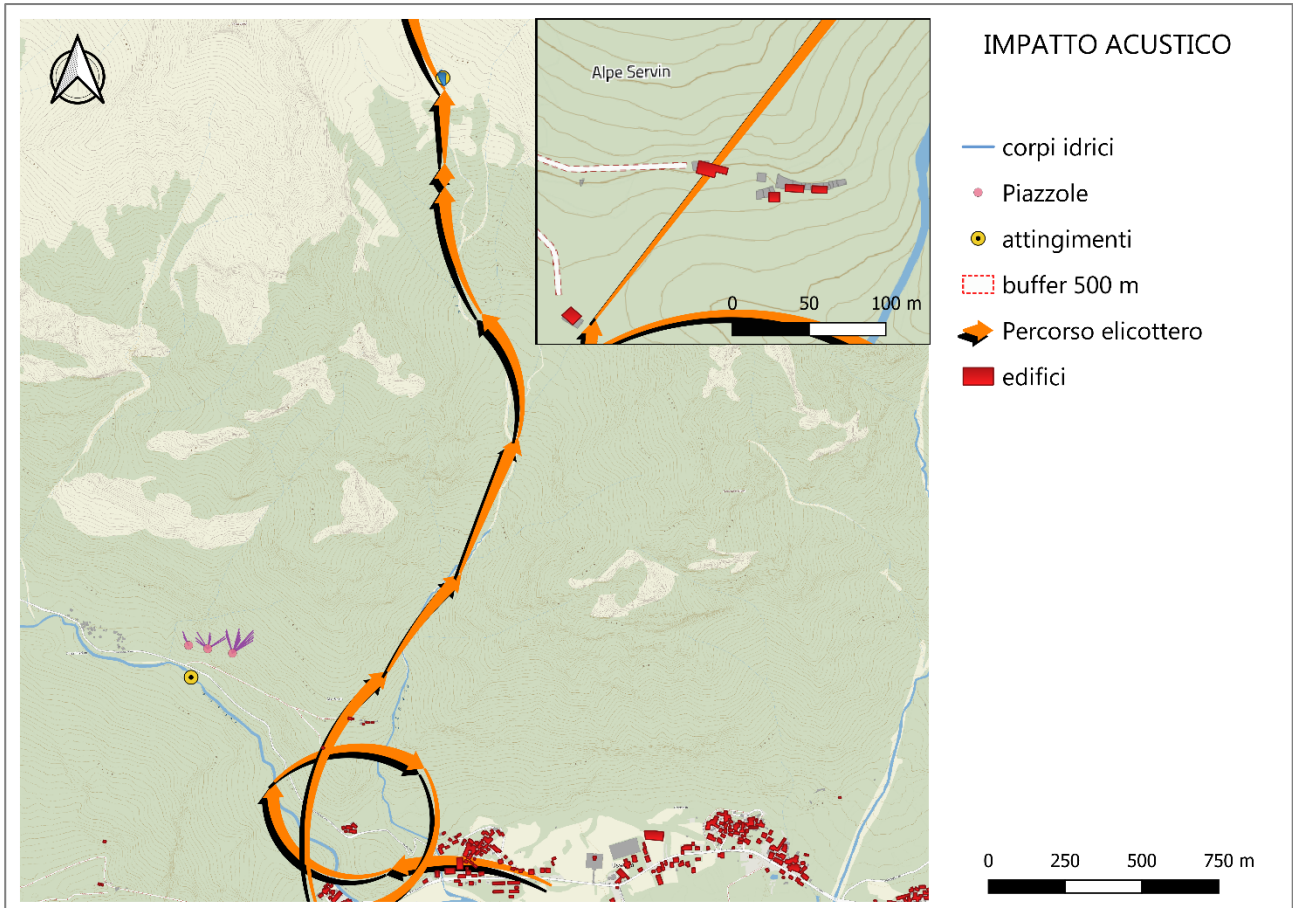 Alpe Servin
0 50 100 m
IMPATTO ACUSTICO
corpi idrici
Piazzole
attingimenti
buffer 500 m
Percorso elicottero
edifici
0 250 500 750 m